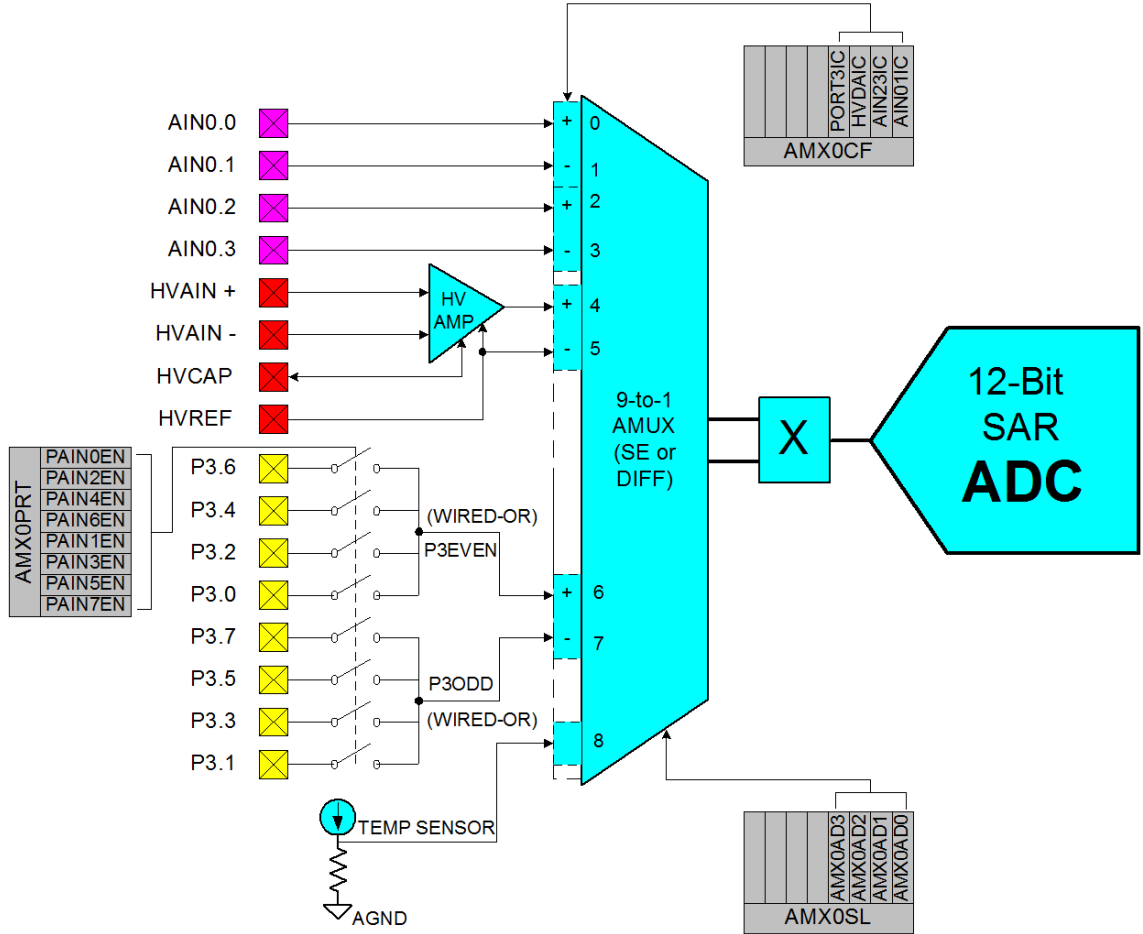 PORT3IC
HVDAIC
AIN23IC
AIN01IC
AMX0CF
AIN0.0
+
0
AIN0.1
-
1
AIN0.2
+
2
AIN0.3
-
3
HVAIN +
HV
AMP
+
4
HVAIN -
-
5
HVCAP
HVREF
9-to-1
AMUX
(SE or
DIFF)
X
12-Bit
SAR
ADC
AMX0PRT
PAIN0EN
PAIN2EN
PAIN4EN
PAIN6EN
PAIN1EN
PAIN3EN
PAIN5EN
PAIN7EN
P3.6
P3.4
(WIRED-OR)
P3.2
P3EVEN
P3.0
+
6
P3.7
-
7
P3.5
P3ODD
P3.3
(WIRED-OR)
P3.1
8
TEMP SENSOR
AGND
AMX0AD3
AMX0AD2
AMX0AD1
AMX0AD0
AMX0SL